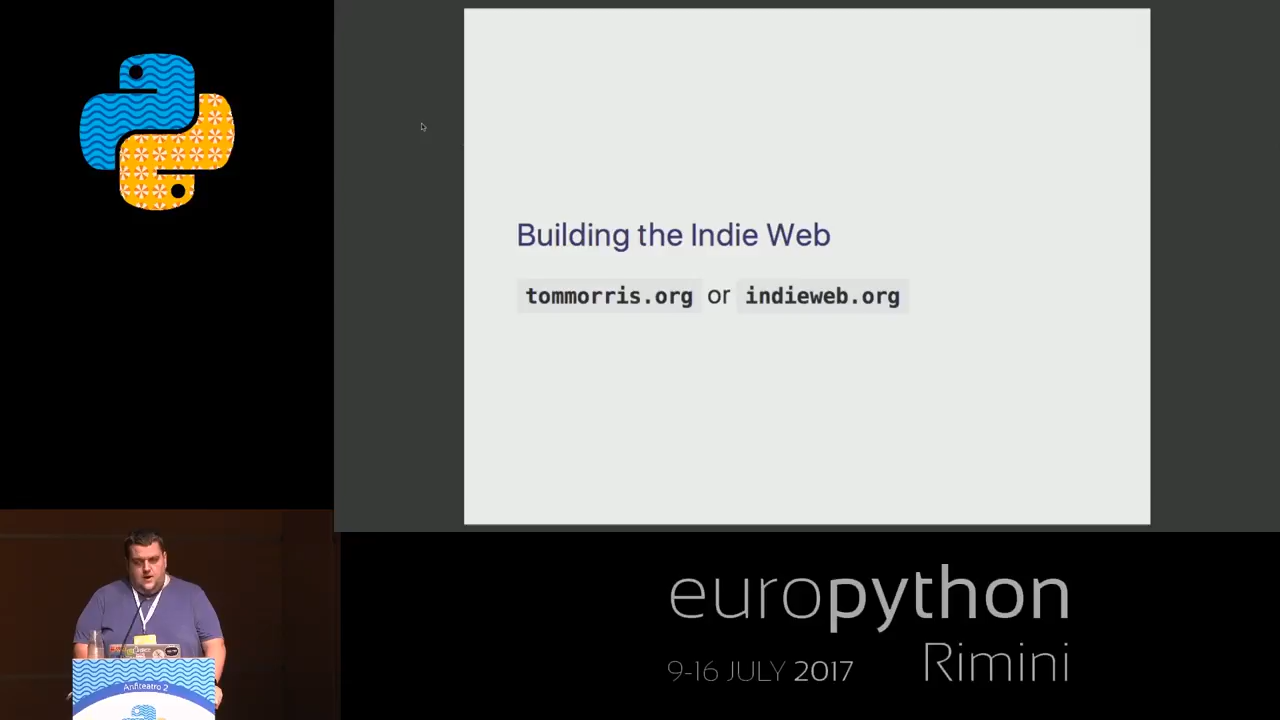 Building the Indie Web
tommorris.org or indieweb.org
Anfiteatro 2
europython
9-16 JULY 2017 Rimini